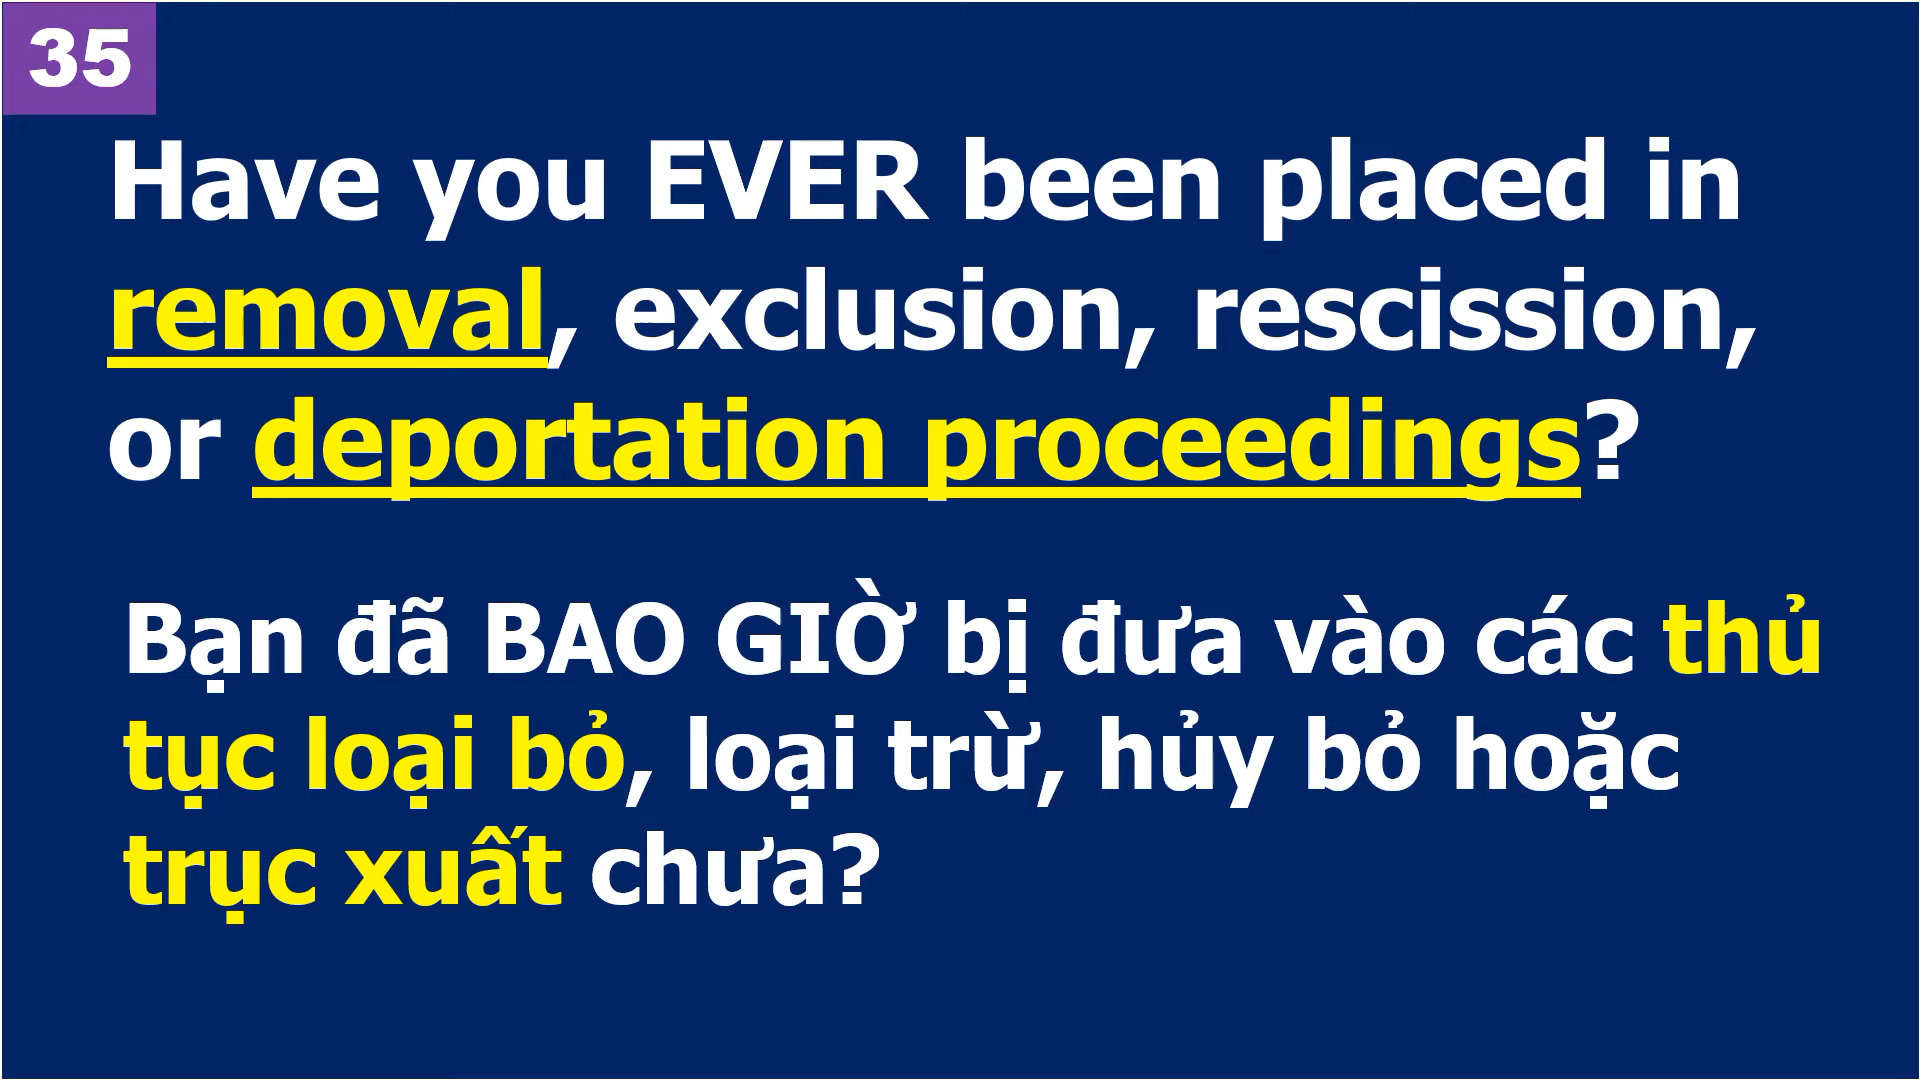 35
Have you EVER been placed in
removal, exclusion, rescission,
or deportation proceedings?
Bạn đã BAO GIỜ bị đưa vào các thủ
tục loại bỏ, loại trừ, hủy bỏ hoặc
trục xuất chưa?